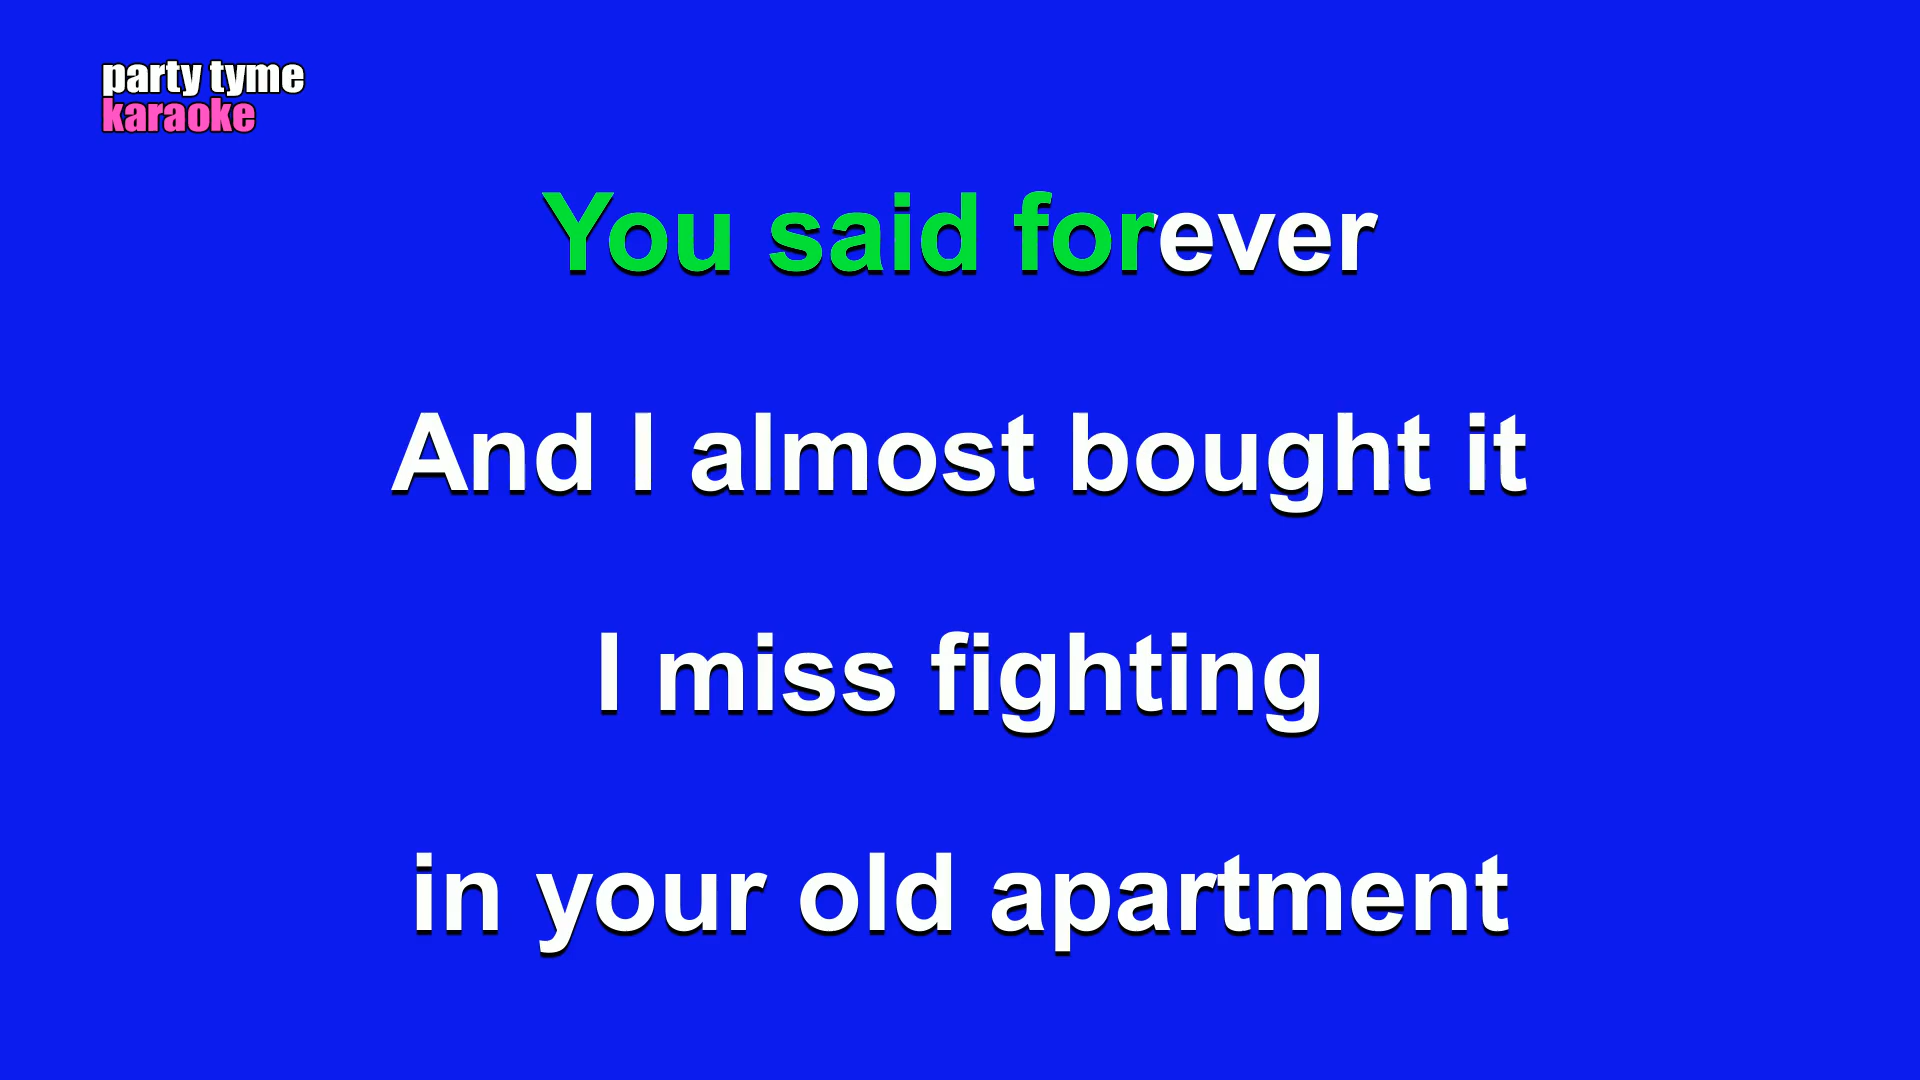 party tyme
karaoke
You said forever
And I almost bought it
I miss fighting
in your old apartment